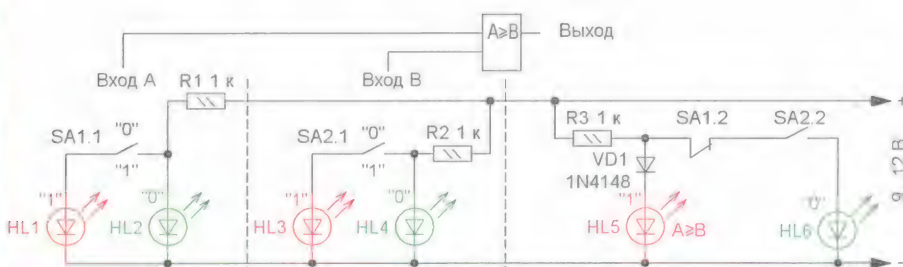 A≥B
Выход
Вход A
Вход B
R1 1 к
+
SA1.1
"0"
"1"
SA2.1
"0"
"1"
R2 1 к
R3 1 к
SA1.2
SA2.2
VD1
1N4148
9 12 В
"1"
HL1
"0"
HL2
"1"
HL3
"0"
HL4
"1"
HL5
A≥B
"0"
HL6
–